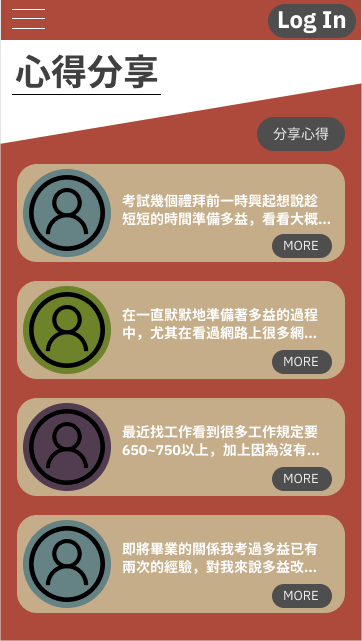 Log In
心得分享
分享心得
考試幾個禮拜前一時興起想說趁
短短的時間準備多益，看看大概...
MORE
在一直默默地準備著多益的過程
中，尤其在看過網路上很多網...
MORE
最近找工作看到很多工作規定要
650~750以上，加上因為沒有...
MORE
即將畢業的關係我考過多益已有
兩次的經驗，對我來說多益改...
MORE